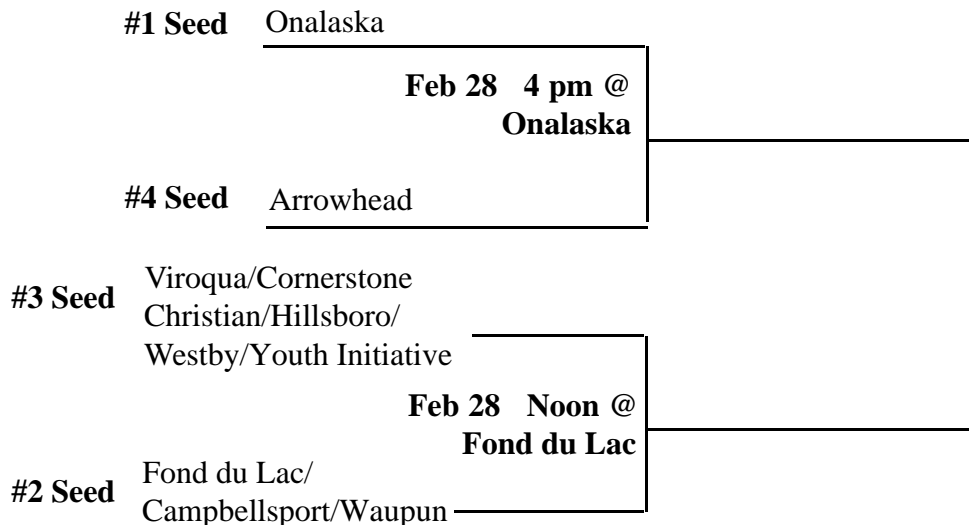 #1 Seed Onalaska
Feb 28 4 pm @
Onalaska
#4 Seed Arrowhead
#3 Seed Viroqua/Cornerstone
Christian/Hillsboro/
Westby/Youth Initiative
Feb 28 Noon @
Fond du Lac
#2 Seed Fond du Lac/
Campbellsport/Waupun